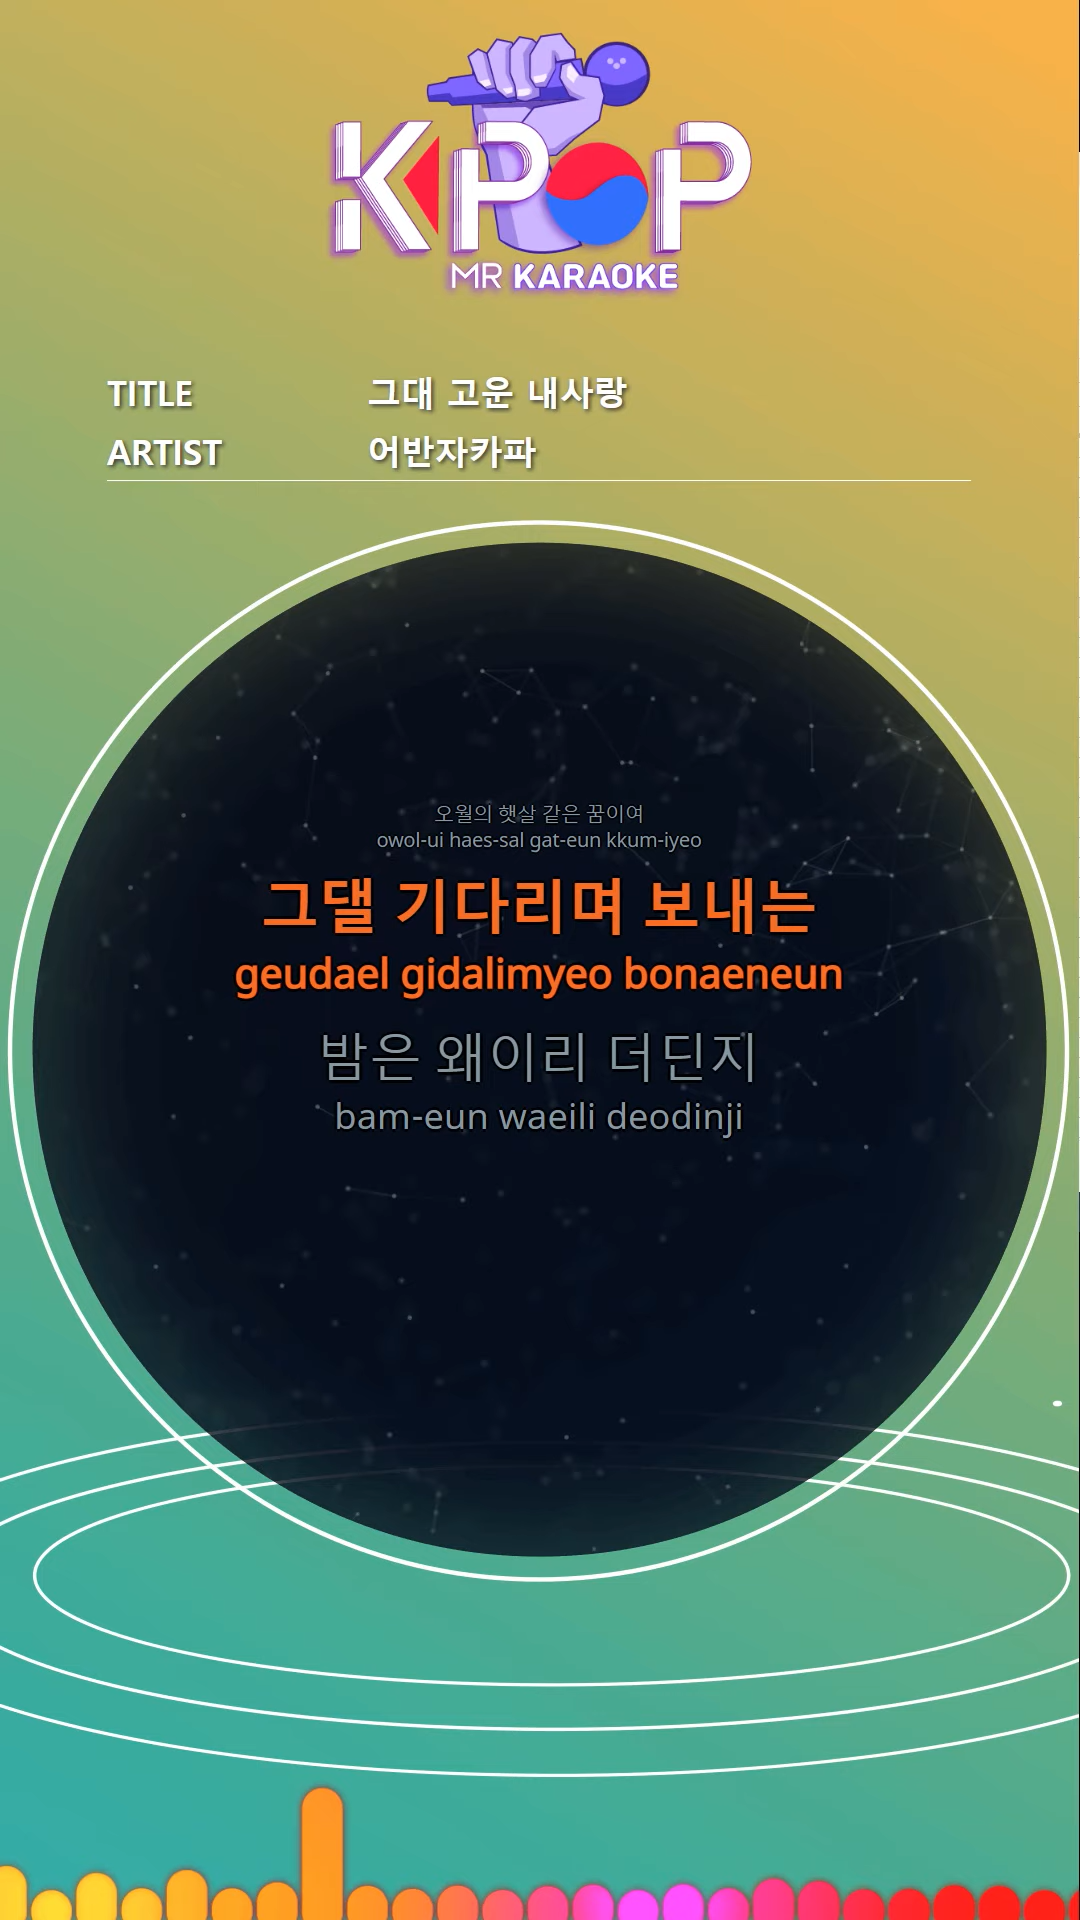 KPOP
MR KARAOKE
TITLE 그대 고운 내사랑
ARTIST 어반자카파
오월의 햇살 같은 꿈이여
owol-ui haes-sal gat-eun kkum-iyeo
그댈 기다리며 보내는
geudael gidalimyeo bonaeneun
밤은 왜이리 더딘지
bam-eun waeili deodinji